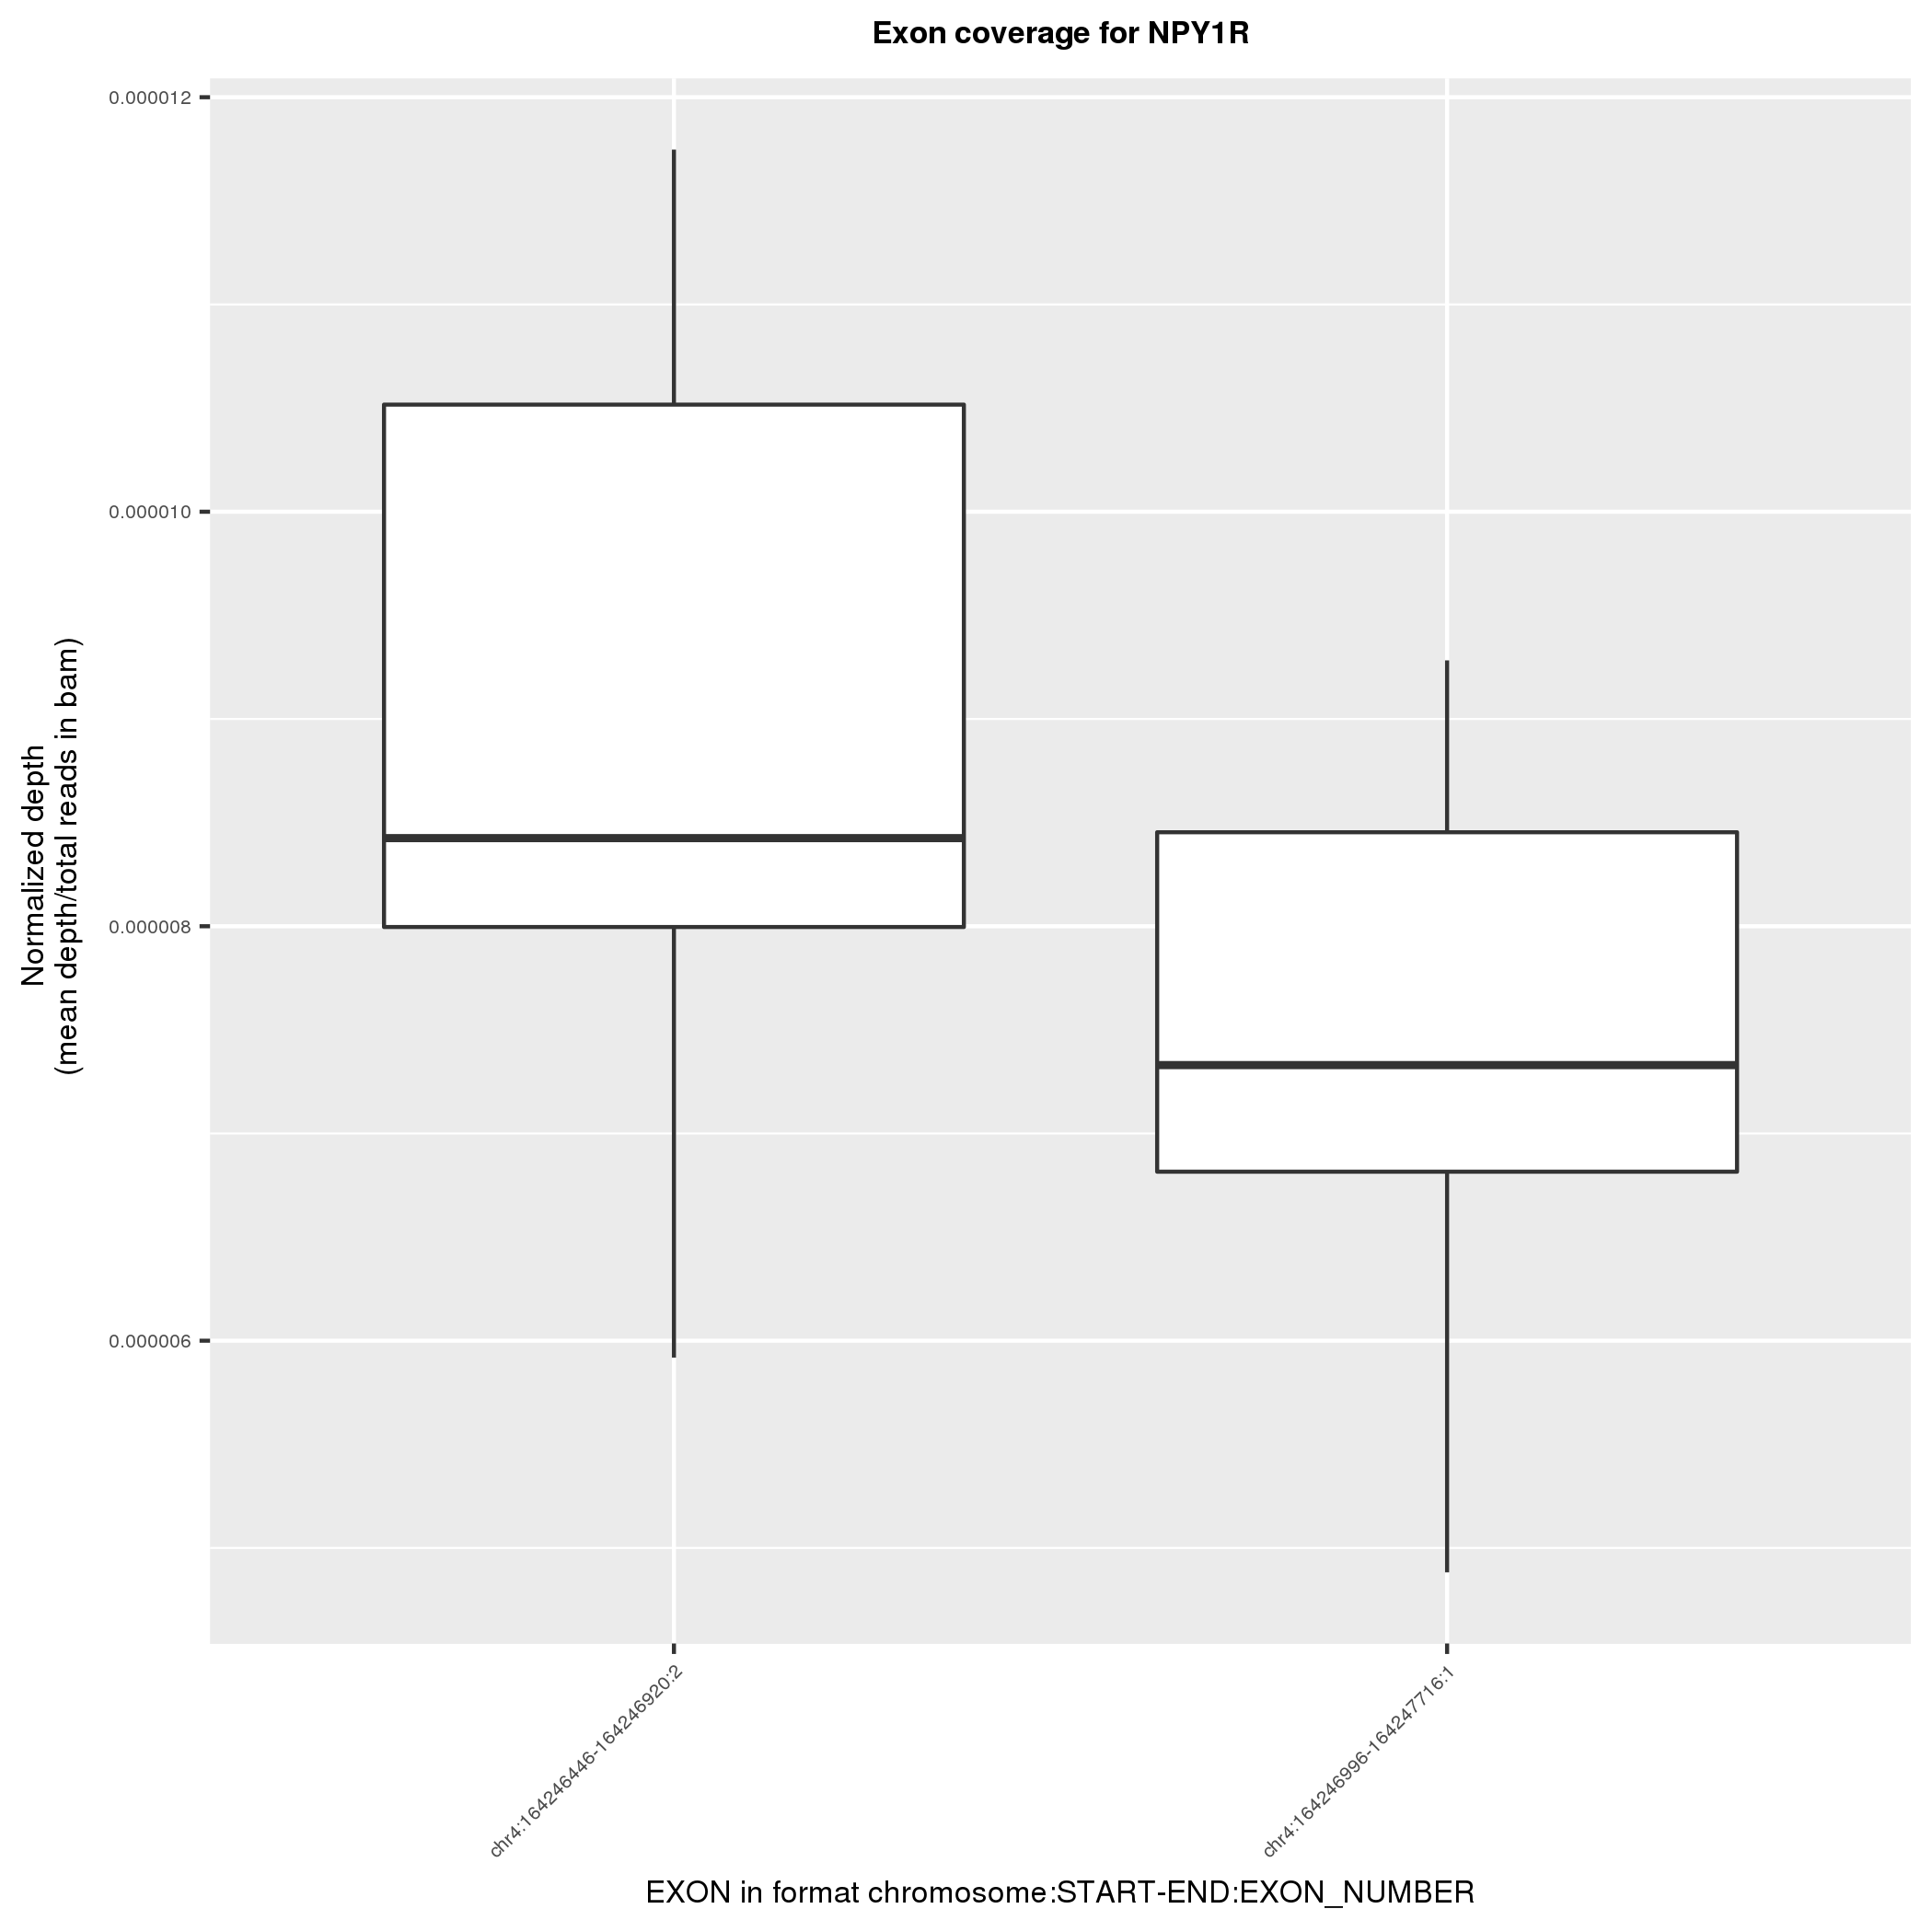 Exon coverage for NPY1R
0.000012
0.000010
0.000008
0.000006
Normalized depth
(mean depth/total reads in bam)
chr4:164246446-164246920:2
chr4:164246996-164247716:1
EXON in format chromosome:START-END:EXON_NUMBER